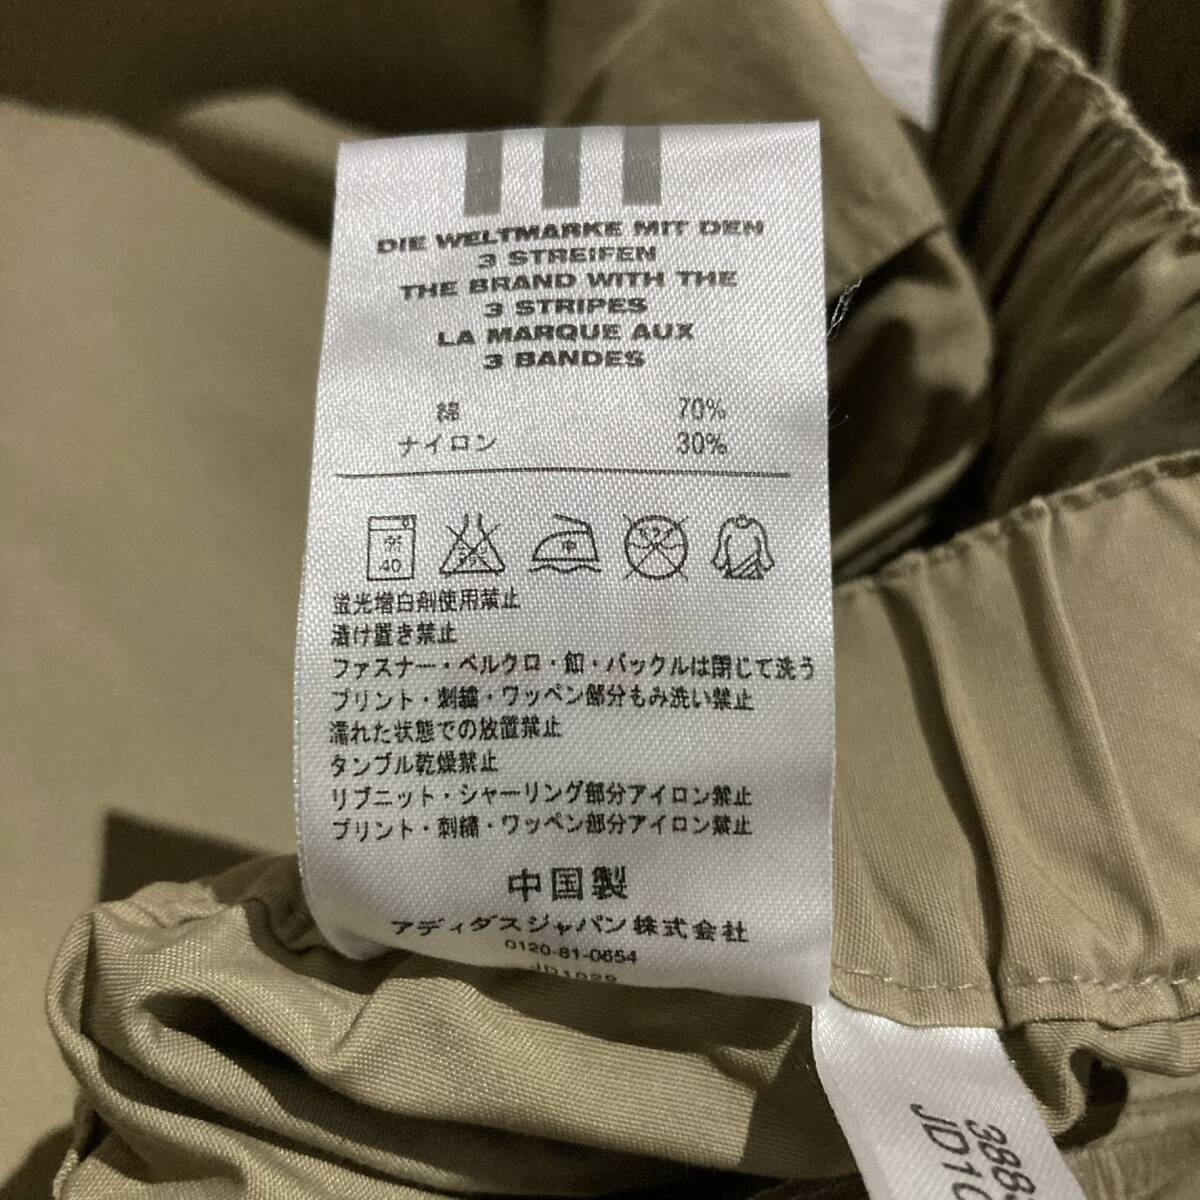 DIE WELTMARKE MIT DEN
3 STREIFEN
THE BRAND WITH THE
3 STRIPES
LA MARQUE AUX
3 BANDES
綿 70%
ナイロン 30%
弱 40 中
蛍光増白剤使用禁止
漬け置き禁止
ファスナー・ベルクロ・釦・バックルは閉じて洗う
プリント・刺繍・ワッペン部分もみ洗い禁止
濡れた状態での放置禁止
タンブル乾燥禁止
リブニット・シャーリング部分アイロン禁止
プリント・刺繍・ワッペン部分アイロン禁止
中国製
アディダスジャパン株式会社
0120-81-0654
JD1029
388
JD10